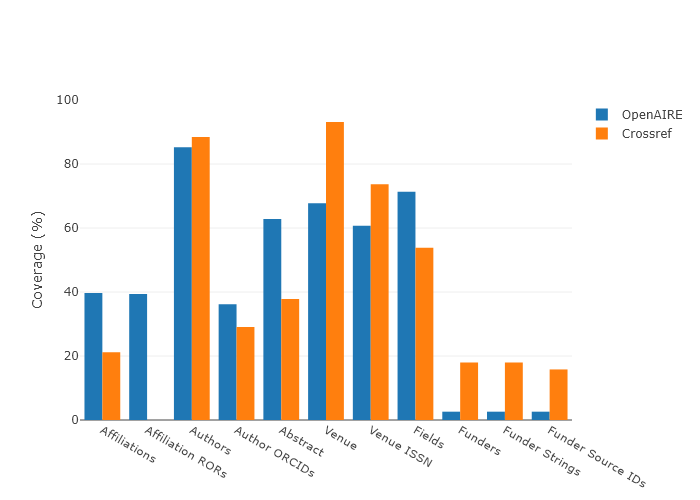 100
80
60
40
20
0
Coverage (%)
OpenAIRE
Crossref
Affiliations
Affiliation RORs
Authors
Author ORCIDs
Abstract
Venue
Venue ISSN
Fields
Funders
Funder Strings
Funder Source IDs